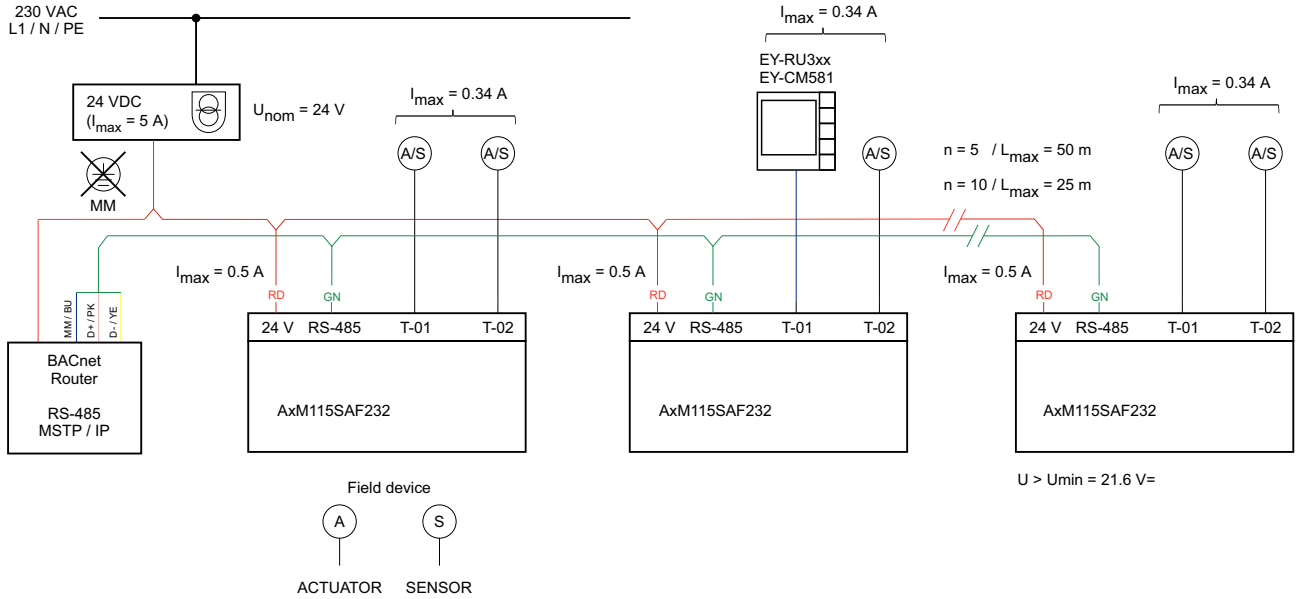 230 VAC
L1 / N / PE
24 VDC
(Imax = 5 A)
Unom = 24 V
MM
Imax = 0.34 A
A/S
A/S
Imax = 0.34 A
EY-RU3xx
EY-CM581
A/S
n = 5 / Lmax = 50 m
n = 10 / Lmax = 25 m
Imax = 0.34 A
A/S
A/S
Imax = 0.5 A
RD
GN
Imax = 0.5 A
RD
GN
Imax = 0.5 A
RD
GN
MM / BU
D+ / PK
D- / YE
BACnet
Router
RS-485
MSTP / IP
24 V RS-485 T-01 T-02
AxM115SAF232
24 V RS-485 T-01 T-02
AxM115SAF232
24 V RS-485 T-01 T-02
AxM115SAF232
U > Umin = 21.6 V=
Field device
A
S
ACTUATOR
SENSOR